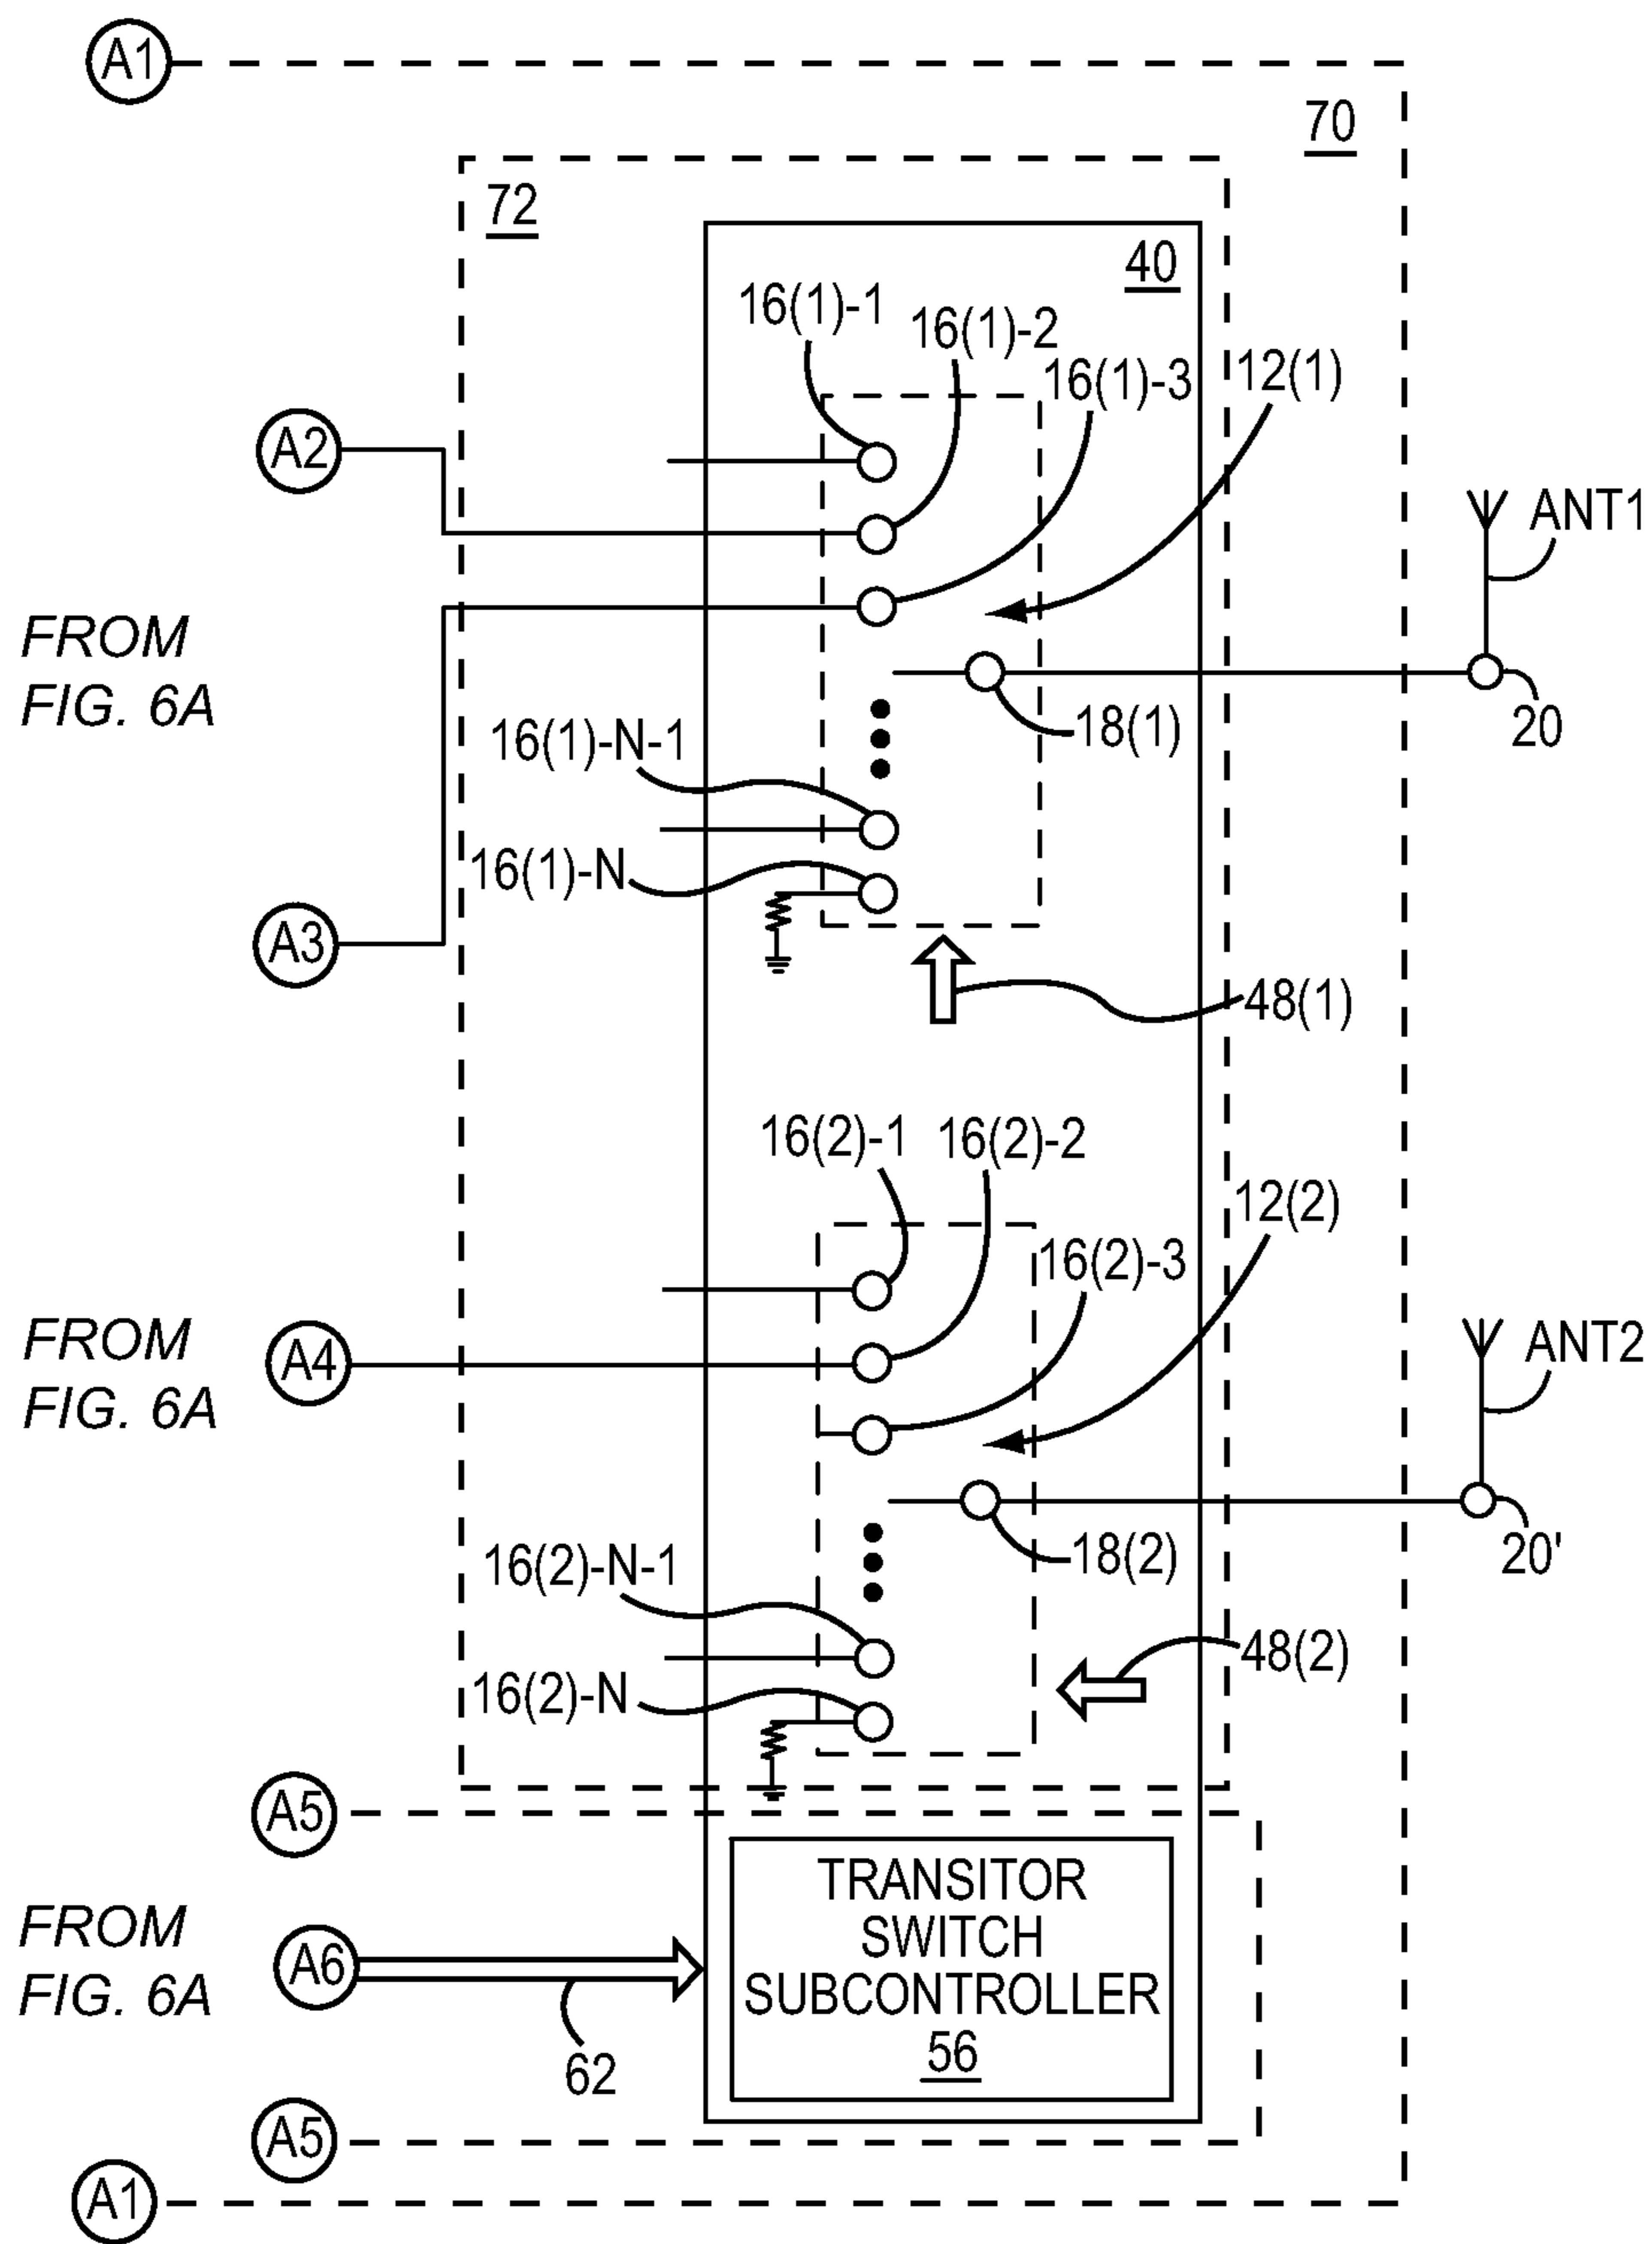 A1
70
72
40
16(1)-1
16(1)-2
16(1)-3
12(1)
A2
ANT1
FROM
FIG. 6A
18(1)
20
16(1)-N-1
16(1)-N
A3
48(1)
16(2)-1
16(2)-2
12(2)
16(2)-3
FROM
FIG. 6A
A4
ANT2
18(2)
20'
16(2)-N-1
48(2)
16(2)-N
A5
FROM
FIG. 6A
A6
62
TRANSITOR
SWITCH
SUBCONTROLLER
56
A5
A1